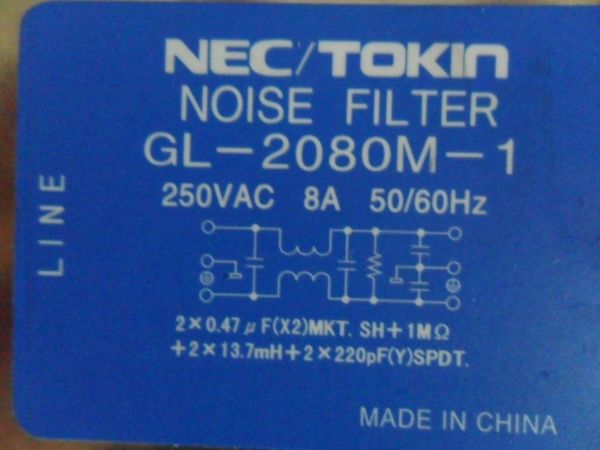 NEC/TOKIN
NOISE FILTER
GL-2080M-1
250VAC 8A 50/60Hz
LINE
2×0.47μF(X2)MKT. SH+1MΩ
+2×13.7mH+2×220pF(Y)SPDT.
MADE IN CHINA